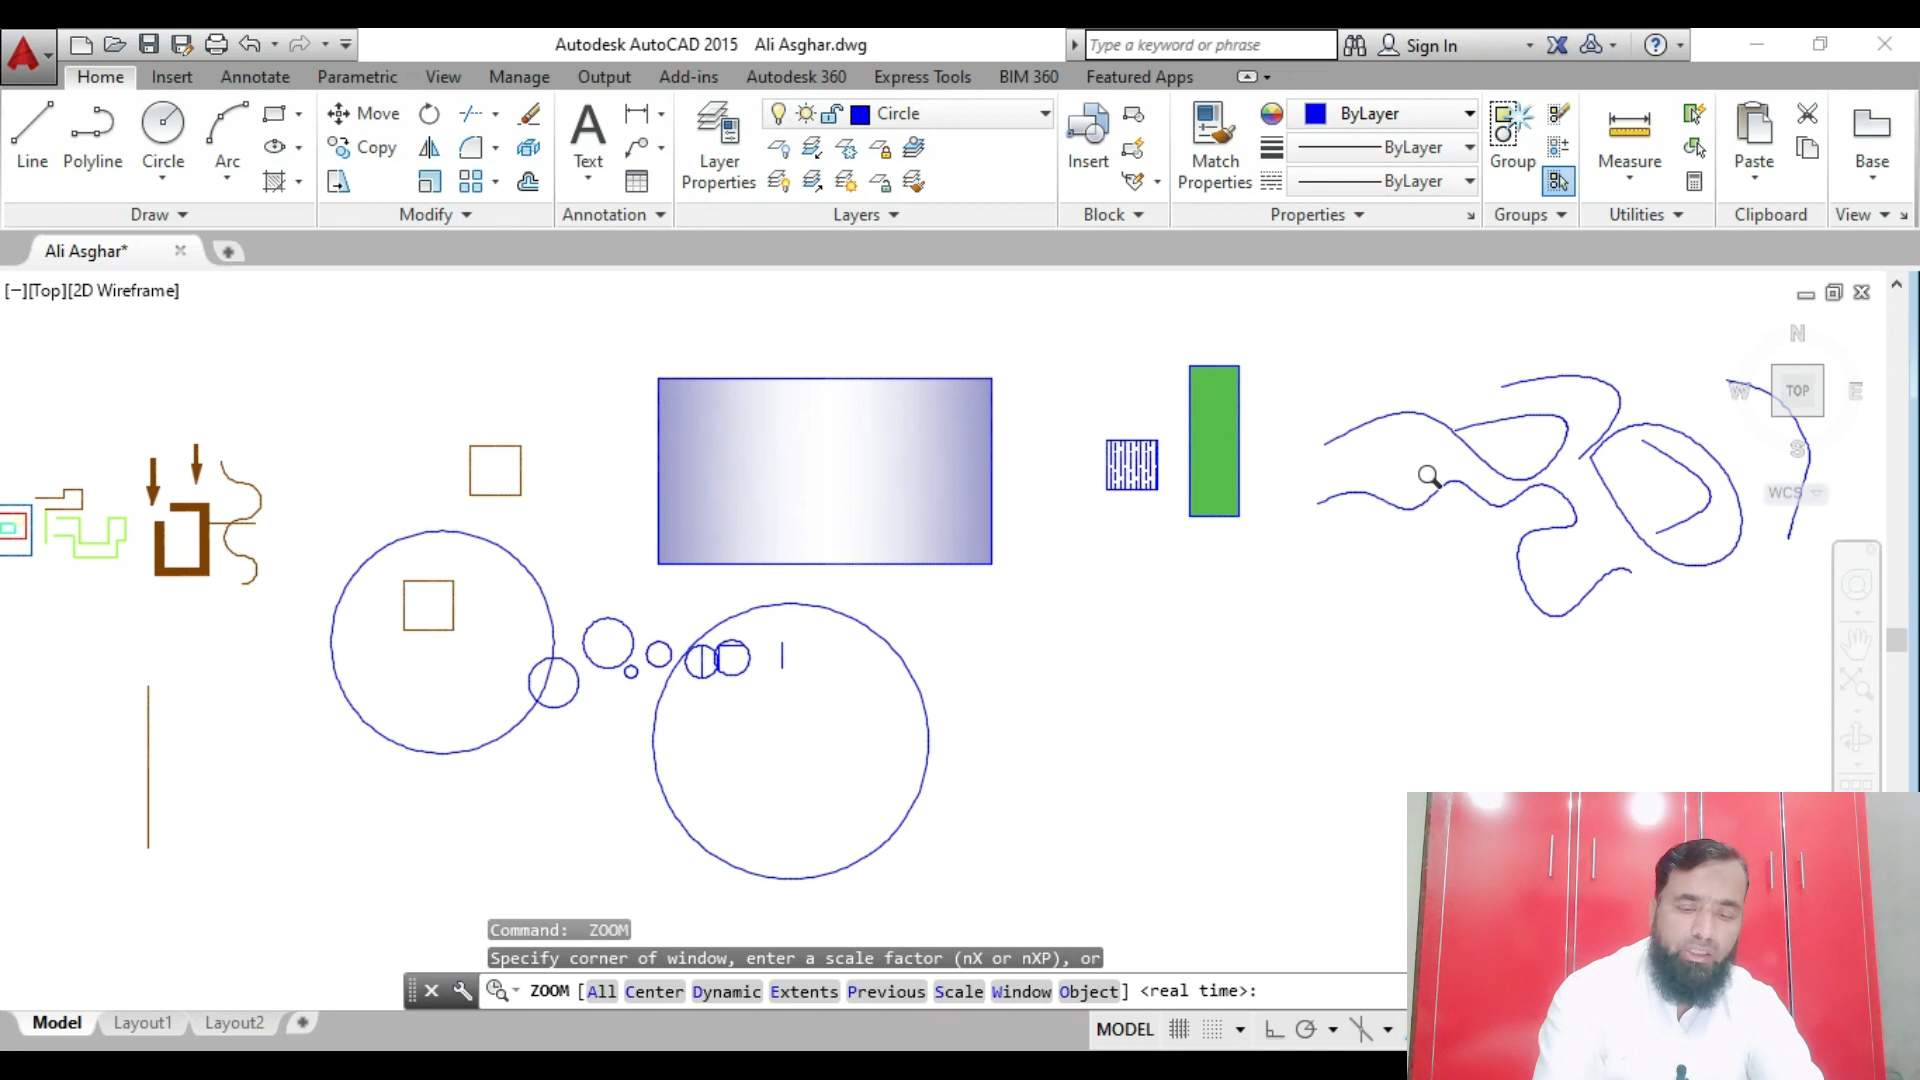 Autodesk AutoCAD 2015 Ali Asghar.dwg
Type a keyword or phrase
Sign In
Home Insert Annotate Parametric View Manage Output Add-ins Autodesk 360 Express Tools BIM 360 Featured Apps
Line Polyline Circle Arc
Move
Copy
Text
Layer Properties
Circle
Insert
Match Properties
ByLayer
ByLayer
ByLayer
Group
Measure
Paste
Base
Draw Modify Annotation Layers Block Properties Groups Utilities Clipboard View
Ali Asghar*
[−][Top][2D Wireframe]
N
W TOP E
S
WCS
Command: ZOOM
Specify corner of window, enter a scale factor (nX or nXP), or
ZOOM [All Center Dynamic Extents Previous Scale Window Object] <real time>:
Model Layout1 Layout2
MODEL